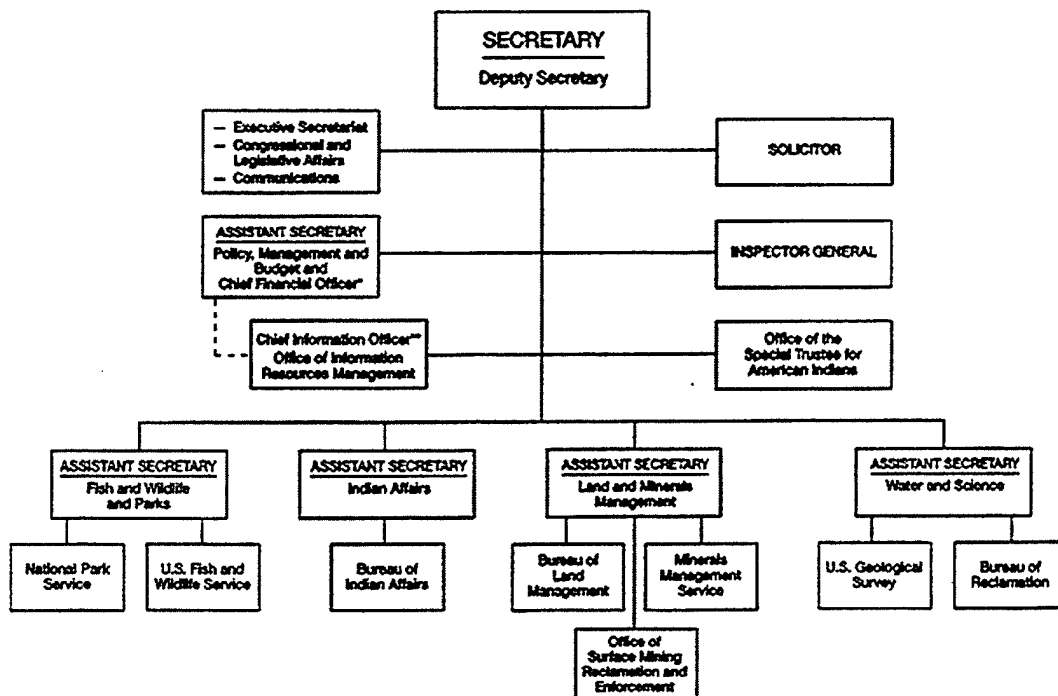 SECRETARY
Deputy Secretary
— Executive Secretariat
— Congressional and
Legislative Affairs
— Communications
SOLICITOR
ASSISTANT SECRETARY
Policy, Management and
Budget and
Chief Financial Officer*
INSPECTOR GENERAL
Chief Information Officer**
Office of Information
Resources Management
Office of the
Special Trustee for
American Indians
ASSISTANT SECRETARY
Fish and Wildlife
and Parks
ASSISTANT SECRETARY
Indian Affairs
ASSISTANT SECRETARY
Land and Minerals
Management
ASSISTANT SECRETARY
Water and Science
National Park
Service
U.S. Fish and
Wildlife Service
Bureau of
Indian Affairs
Bureau of
Land
Management
Minerals
Management
Service
U.S. Geological
Survey
Bureau of
Reclamation
Office of
Surface Mining
Reclamation and
Enforcement